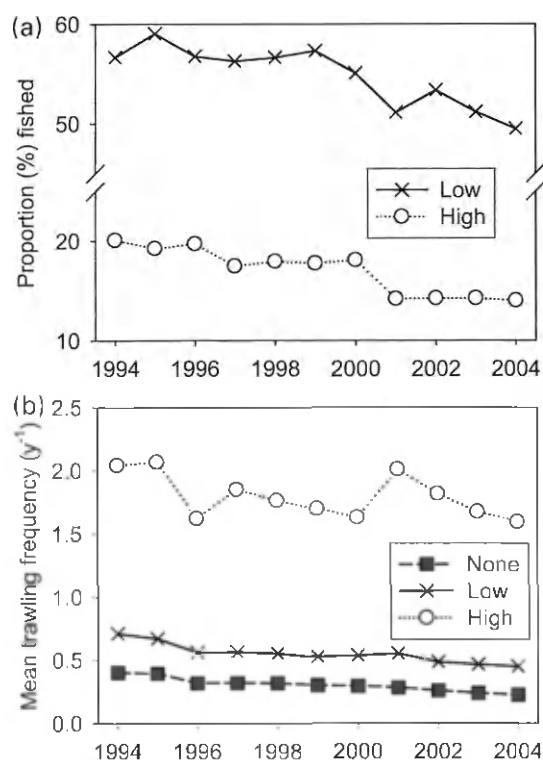 (a)
60
50
20
10
Proportion (%) fished
Low
High
1994 1996 1998 2000 2002 2004
(b)
2.5
2.0
1.5
1.0
0.5
0.0
Mean trawling frequency (y⁻¹)
None
Low
High
1994 1996 1998 2000 2002 2004